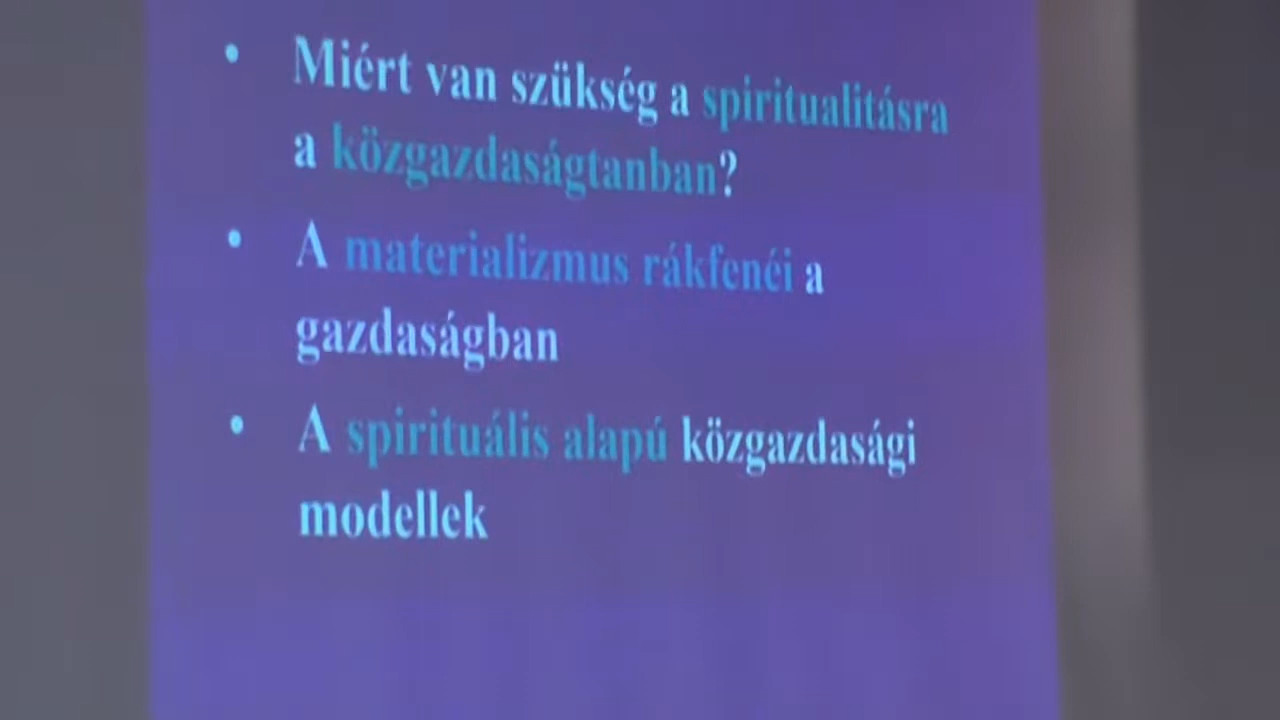 • Miért van szükség a spiritualitásra
a közgazdaságtanban?
• A materializmus rákfenéi a
gazdaságban
• A spirituális alapú közgazdasági
modellek